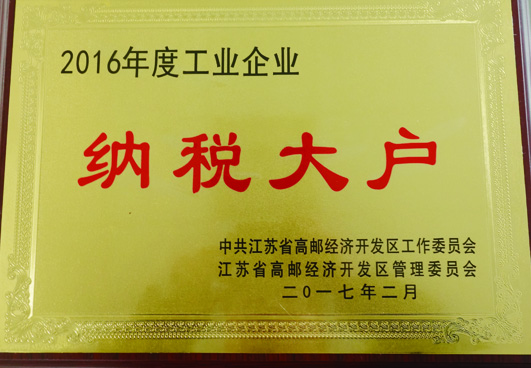 2016年度工业企业
纳税大户
中共江苏省高邮经济开发区工作委员会
江苏省高邮经济开发区管理委员会
二〇一七年二月